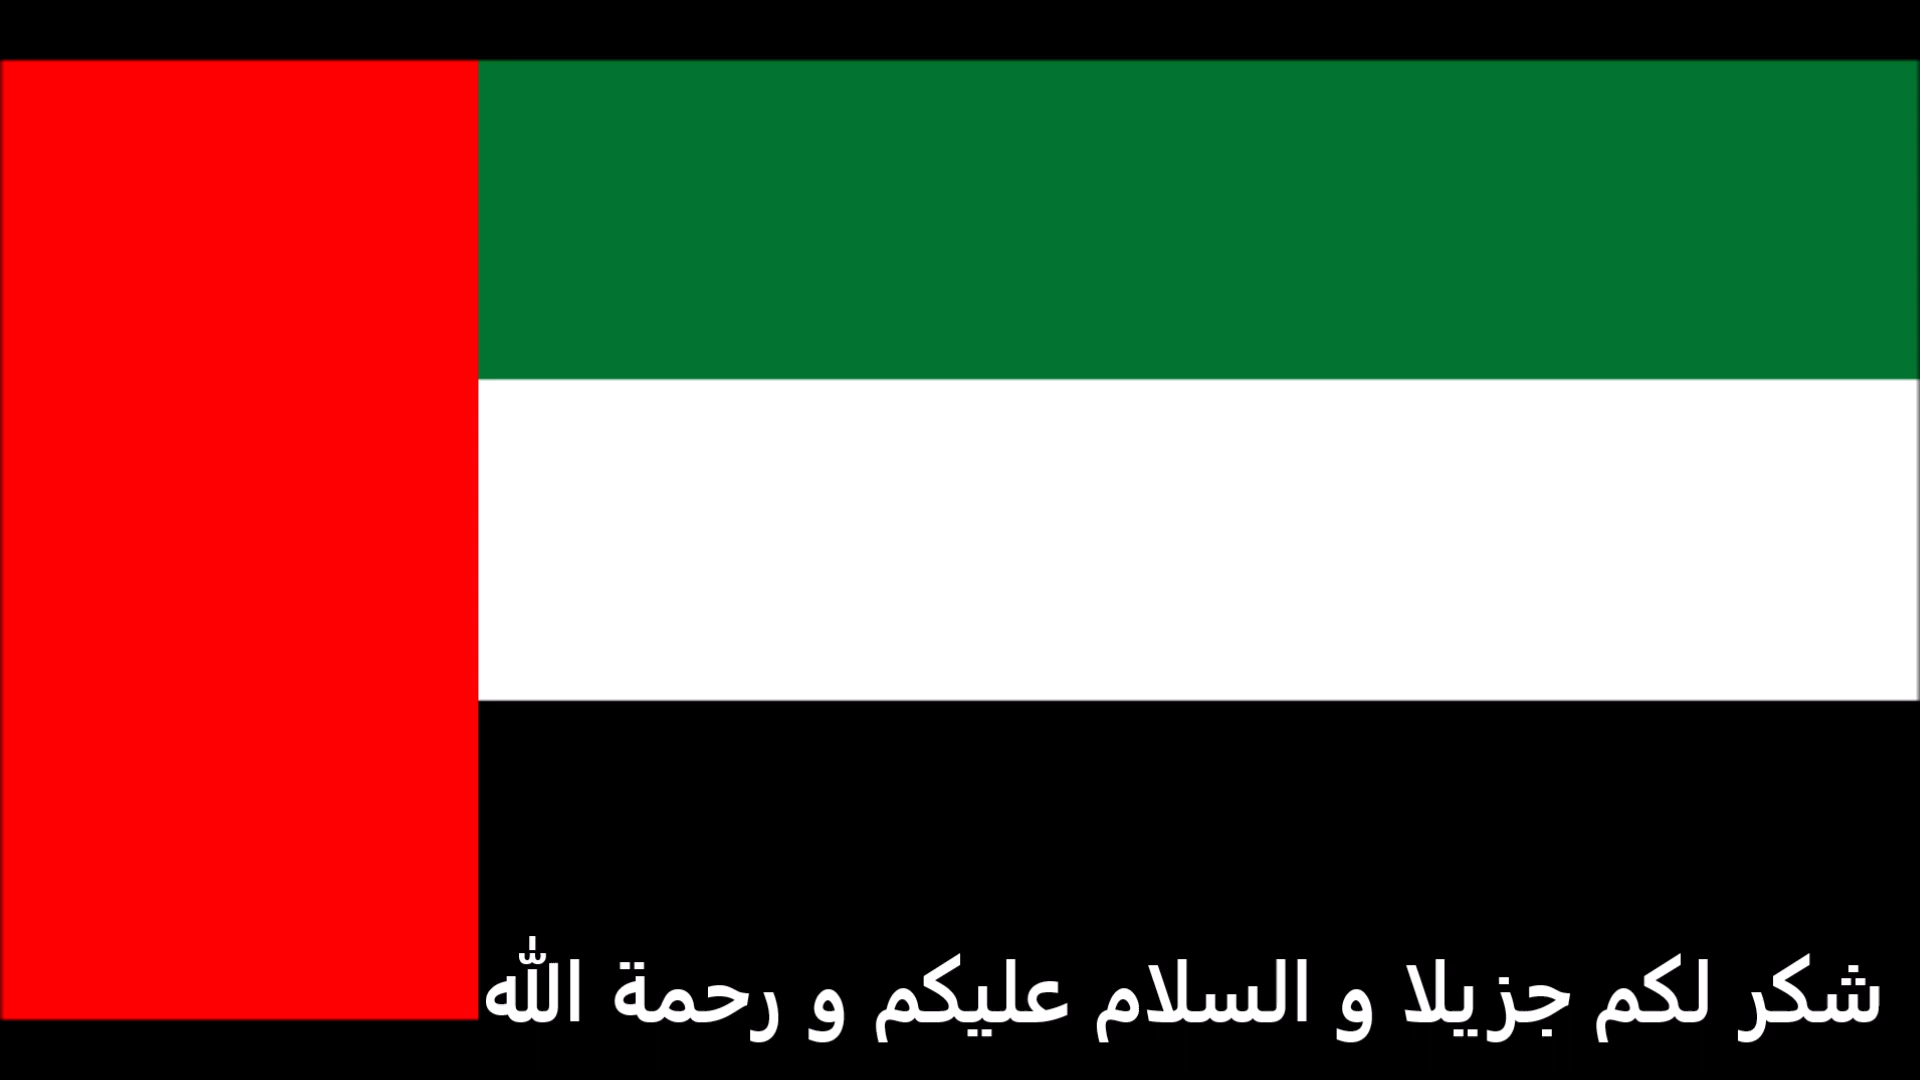 شكر لكم جزيلا و السلام عليكم و رحمة الله